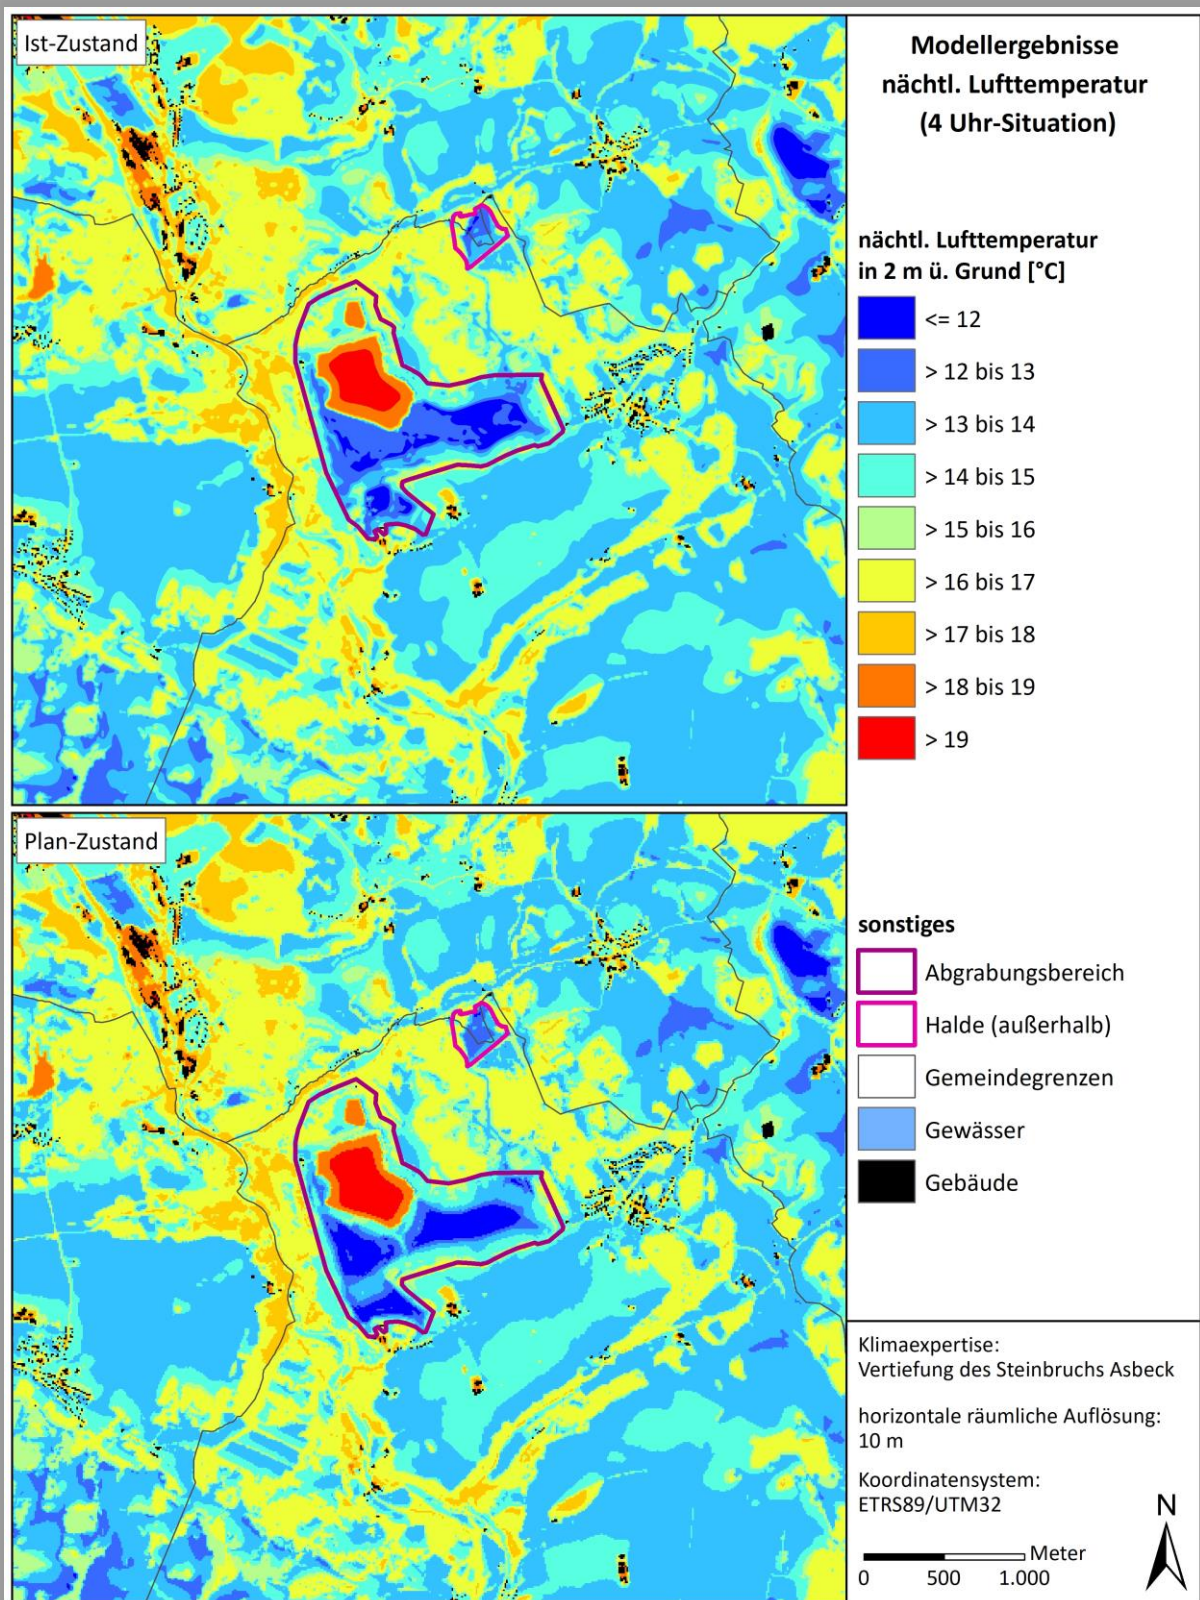 Ist-Zustand
Modellergebnisse
nächtl. Lufttemperatur
(4 Uhr-Situation)
nächtl. Lufttemperatur
in 2 m ü. Grund [°C]
<= 12
> 12 bis 13
> 13 bis 14
> 14 bis 15
> 15 bis 16
> 16 bis 17
> 17 bis 18
> 18 bis 19
> 19
Plan-Zustand
sonstiges
Abgrabungsbereich
Halde (außerhalb)
Gemeindegrenzen
Gewässer
Gebäude
Klimaexpertise:
Vertiefung des Steinbruchs Asbeck
horizontale räumliche Auflösung:
10 m
Koordinatensystem:
ETRS89/UTM32
N
Meter
0 500 1.000